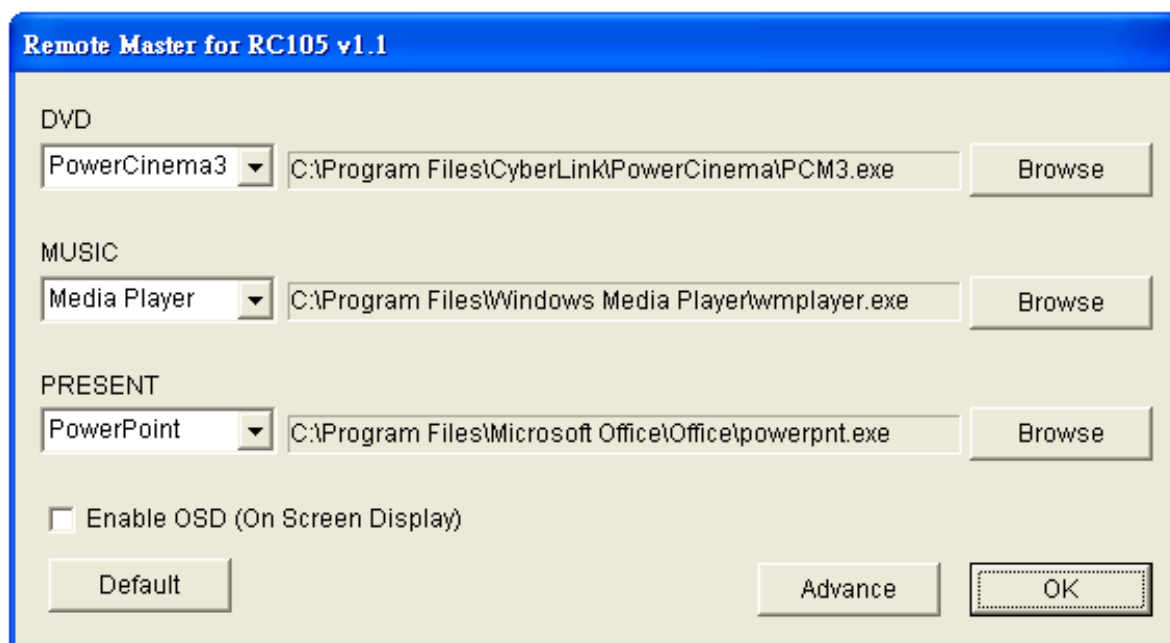 Remote Master for RC105 v1.1
DVD
PowerCinema3 C:\Program Files\CyberLink\PowerCinema\PCM3.exe Browse
MUSIC
Media Player C:\Program Files\Windows Media Player\wmplayer.exe Browse
PRESENT
PowerPoint C:\Program Files\Microsoft Office\Office\powerpnt.exe Browse
Enable OSD (On Screen Display)
Default Advance OK